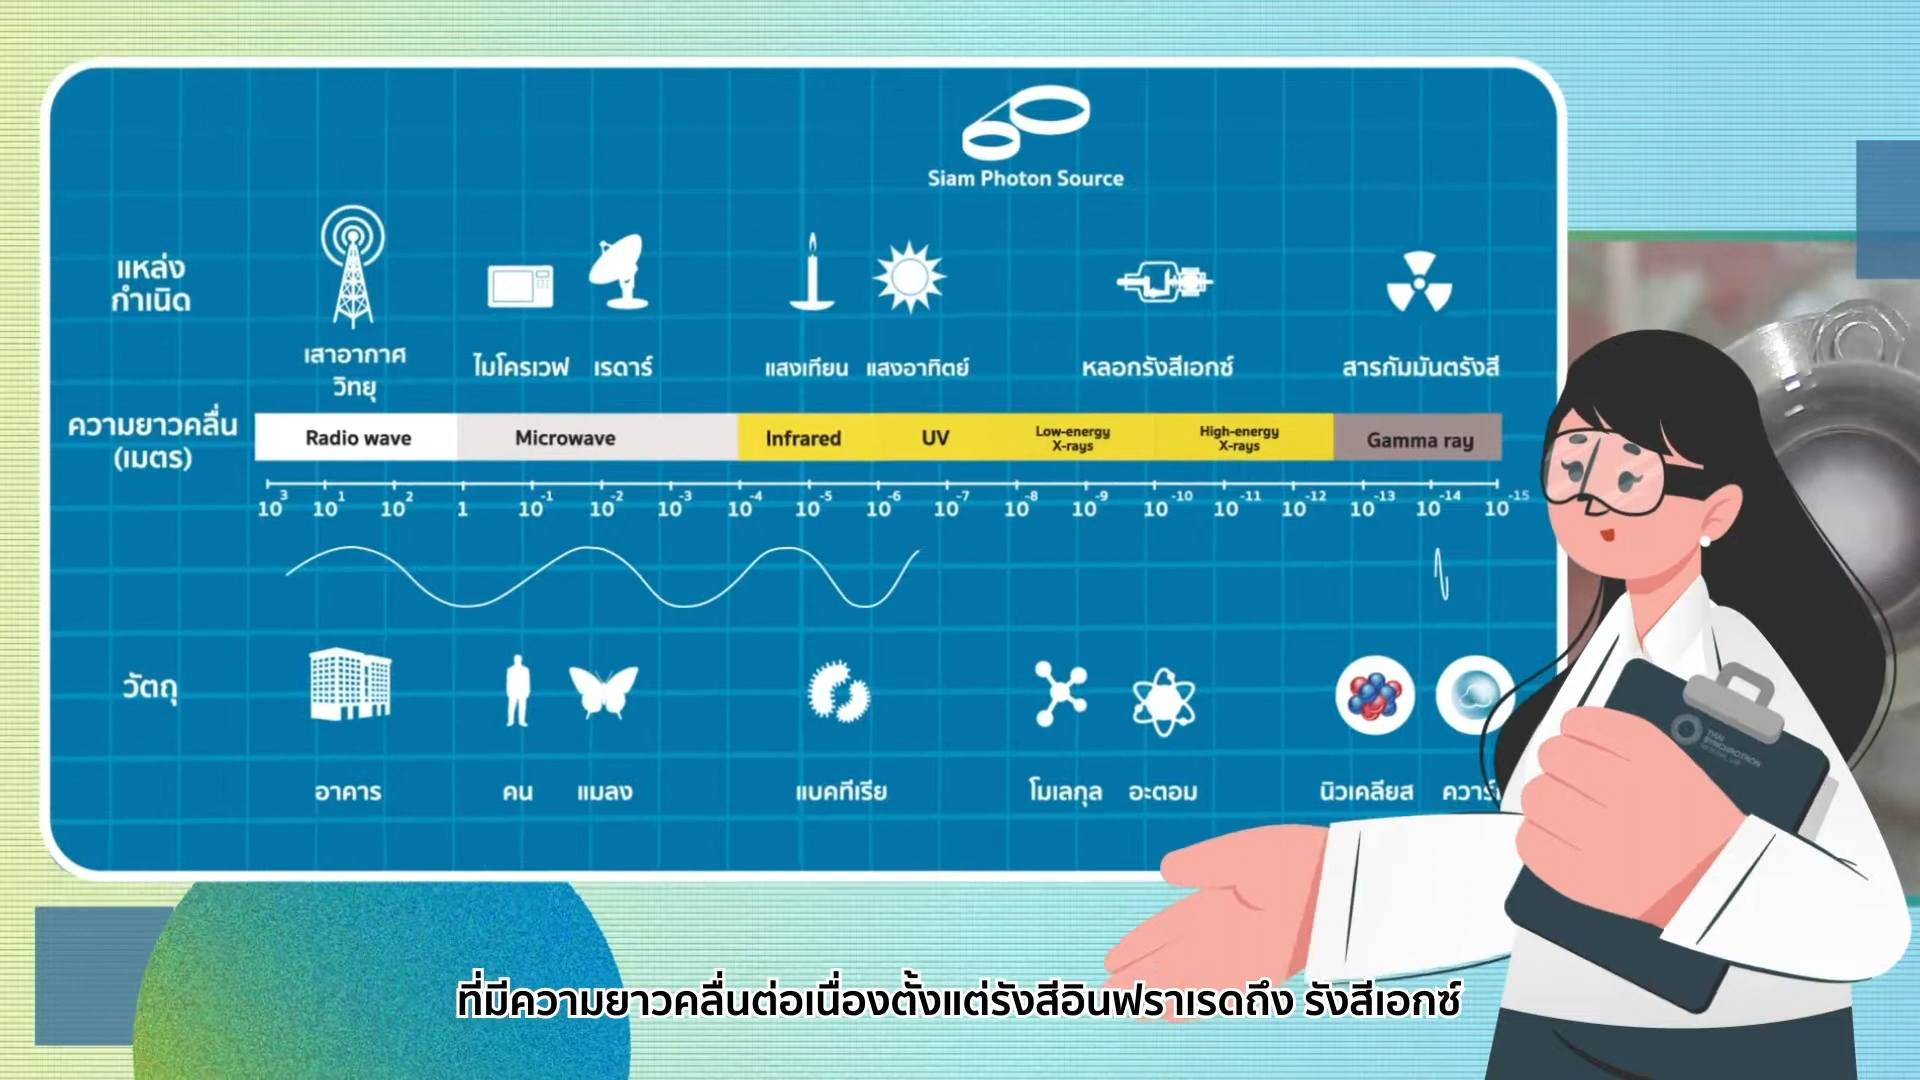 Siam Photon Source
แหล่ง
กำเนิด
เสาอากาศ
วิทยุ
ไมโครเวฟ เรดาร์ แสงเทียน แสงอาทิตย์ หลอกรังสีเอกซ์ สารกัมมันตรังสี
ความยาวคลื่น
(เมตร)
Radio wave Microwave Infrared UV Low-energy X-rays High-energy X-rays Gamma ray
10³ 10¹ 10² 1 10⁻¹ 10⁻² 10⁻³ 10⁻⁴ 10⁻⁵ 10⁻⁶ 10⁻⁷ 10⁻⁸ 10⁻⁹ 10⁻¹⁰ 10⁻¹¹ 10⁻¹² 10⁻¹³ 10⁻¹⁴ 10⁻¹⁵
วัตถุ
อาคาร คน แมลง แบคทีเรีย โมเลกุล อะตอม นิวเคลียส
THAI
SYNCHROTRON
ที่มีความยาวคลื่นต่อเนื่องตั้งแต่รังสีอินฟราเรดถึง รังสีเอกซ์